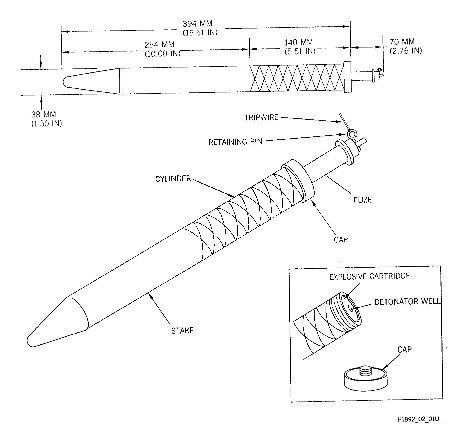 394 MM
(15.51 IN)
254 MM
(10.00 IN)
140 MM
(5.51 IN)
70 MM
(2.76 IN)
38 MM
(1.50 IN)
TRIPWIRE
RETAINING PIN
CYLINDER
FUZE
CAP
EXPLOSIVE CARTRIDGE
DETONATOR WELL
STAKE
CAP